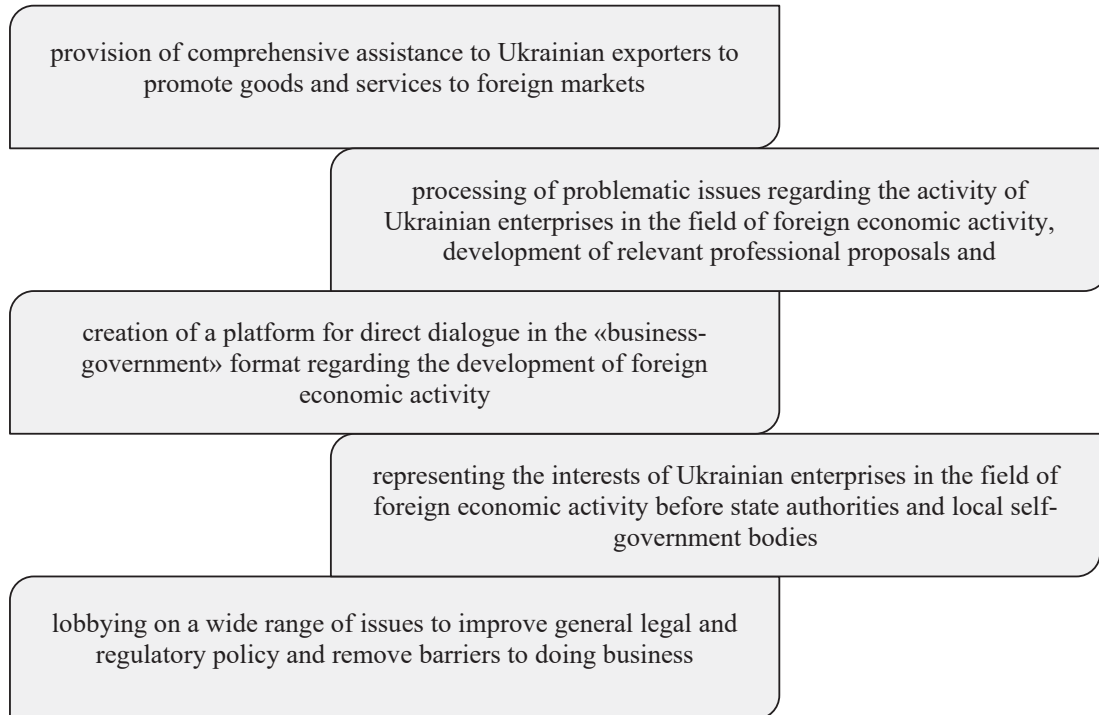 provision of comprehensive assistance to Ukrainian exporters to
promote goods and services to foreign markets
processing of problematic issues regarding the activity of
Ukrainian enterprises in the field of foreign economic activity,
development of relevant professional proposals and
creation of a platform for direct dialogue in the «business-
government» format regarding the development of foreign
economic activity
representing the interests of Ukrainian enterprises in the field of
foreign economic activity before state authorities and local self-
government bodies
lobbying on a wide range of issues to improve general legal and
regulatory policy and remove barriers to doing business